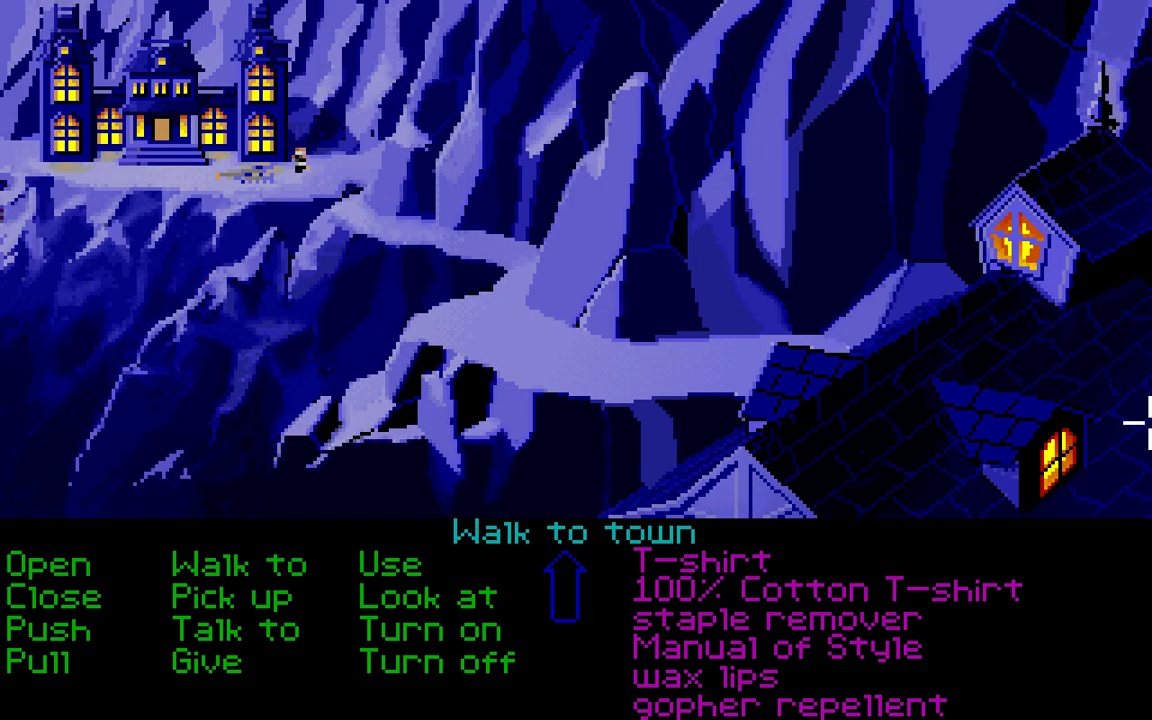 Walk to town
Open Walk to Use
Close Pick up Look at
Push Talk to Turn on
Pull Give Turn off
T-shirt
100% Cotton T-shirt
staple remover
Manual of Style
wax lips
gopher repellent